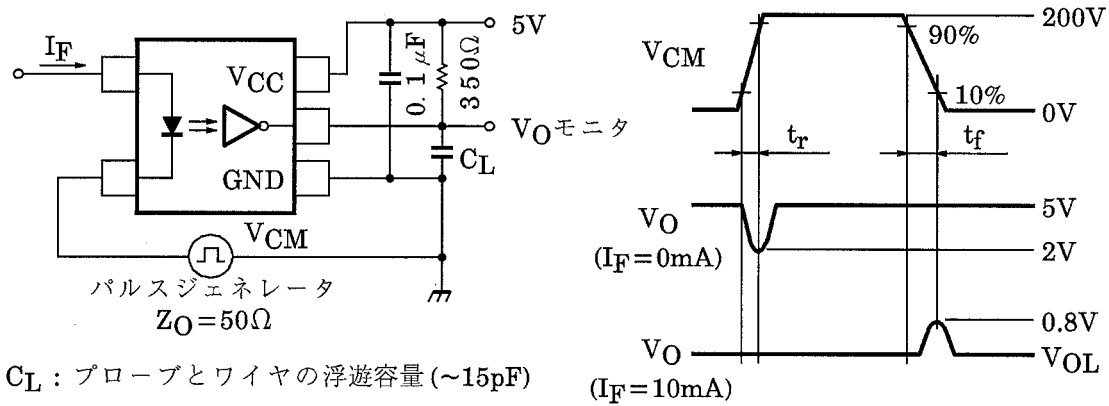 IF
VCC
GND
0.1μF
350Ω
5V
VOモニタ
CL
VCM
パルスジェネレータ
ZO=50Ω
CL : プローブとワイヤの浮遊容量 (~15pF)
VCM
200V
90%
10%
0V
tr
tf
VO
(IF=0mA)
5V
2V
VO
(IF=10mA)
0.8V
VOL